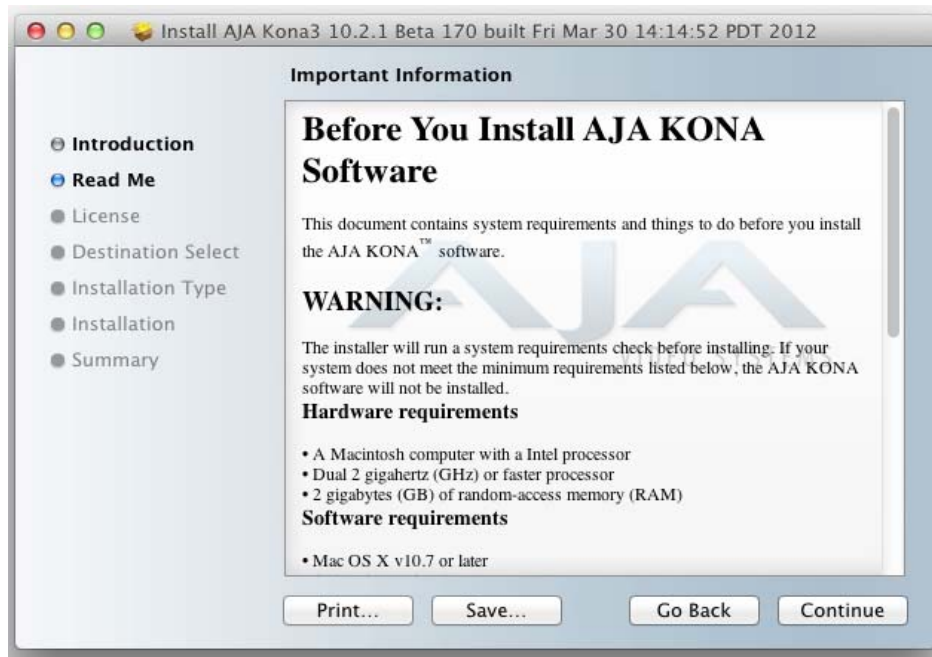 Install AJA Kona3 10.2.1 Beta 170 built Fri Mar 30 14:14:52 PDT 2012
Important Information
Introduction
Read Me
License
Destination Select
Installation Type
Installation
Summary
Before You Install AJA KONA
Software
This document contains system requirements and things to do before you install
the AJA KONA™ software.
WARNING:
The installer will run a system requirements check before installing. If your
system does not meet the minimum requirements listed below, the AJA KONA
software will not be installed.
Hardware requirements
• A Macintosh computer with a Intel processor
• Dual 2 gigahertz (GHz) or faster processor
• 2 gigabytes (GB) of random-access memory (RAM)
Software requirements
• Mac OS X v10.7 or later
AJA
VIDEO SYSTEMS
Print...
Save...
Go Back
Continue